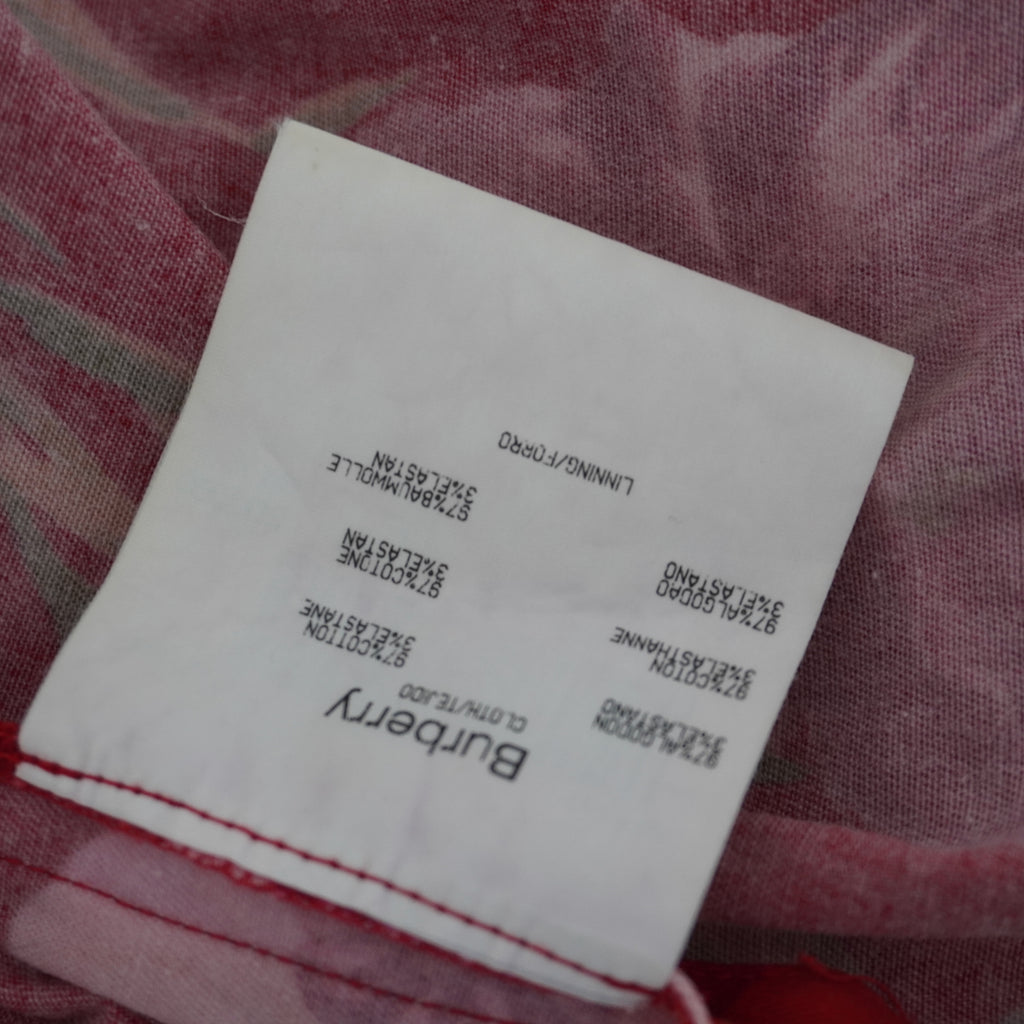 Burberry
CLOTH/TEJIDO
97%ALGODON
3%ELASTANO
97%COTTON
3%ELASTANE
97%COTON
3%ELASTHANNE
97%COTONE
3%ELASTAN
97%ALGODAO
3%ELASTANO
97%BAUMWOLLE
3%ELASTAN
LINNING/FORRO